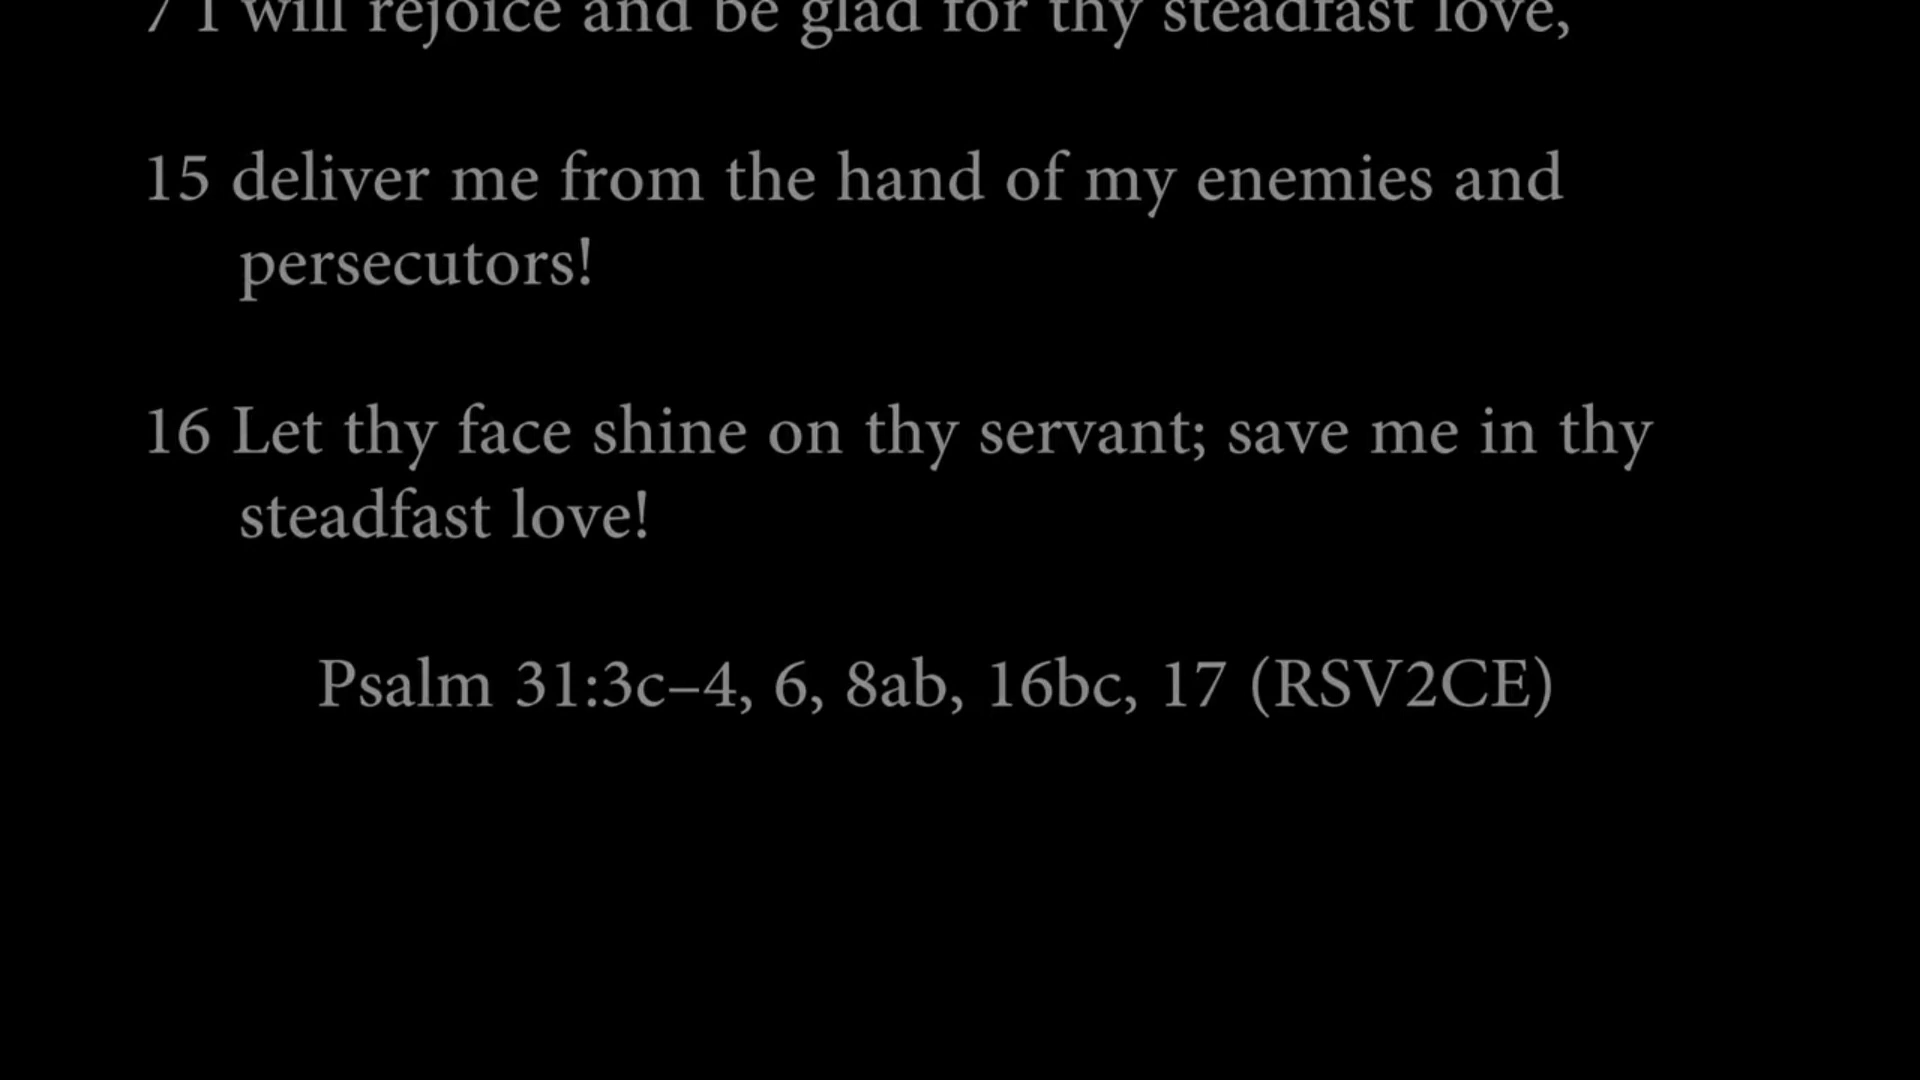 7 I will rejoice and be glad for thy steadfast love,
15 deliver me from the hand of my enemies and
persecutors!
16 Let thy face shine on thy servant; save me in thy
steadfast love!
Psalm 31:3c–4, 6, 8ab, 16bc, 17 (RSV2CE)